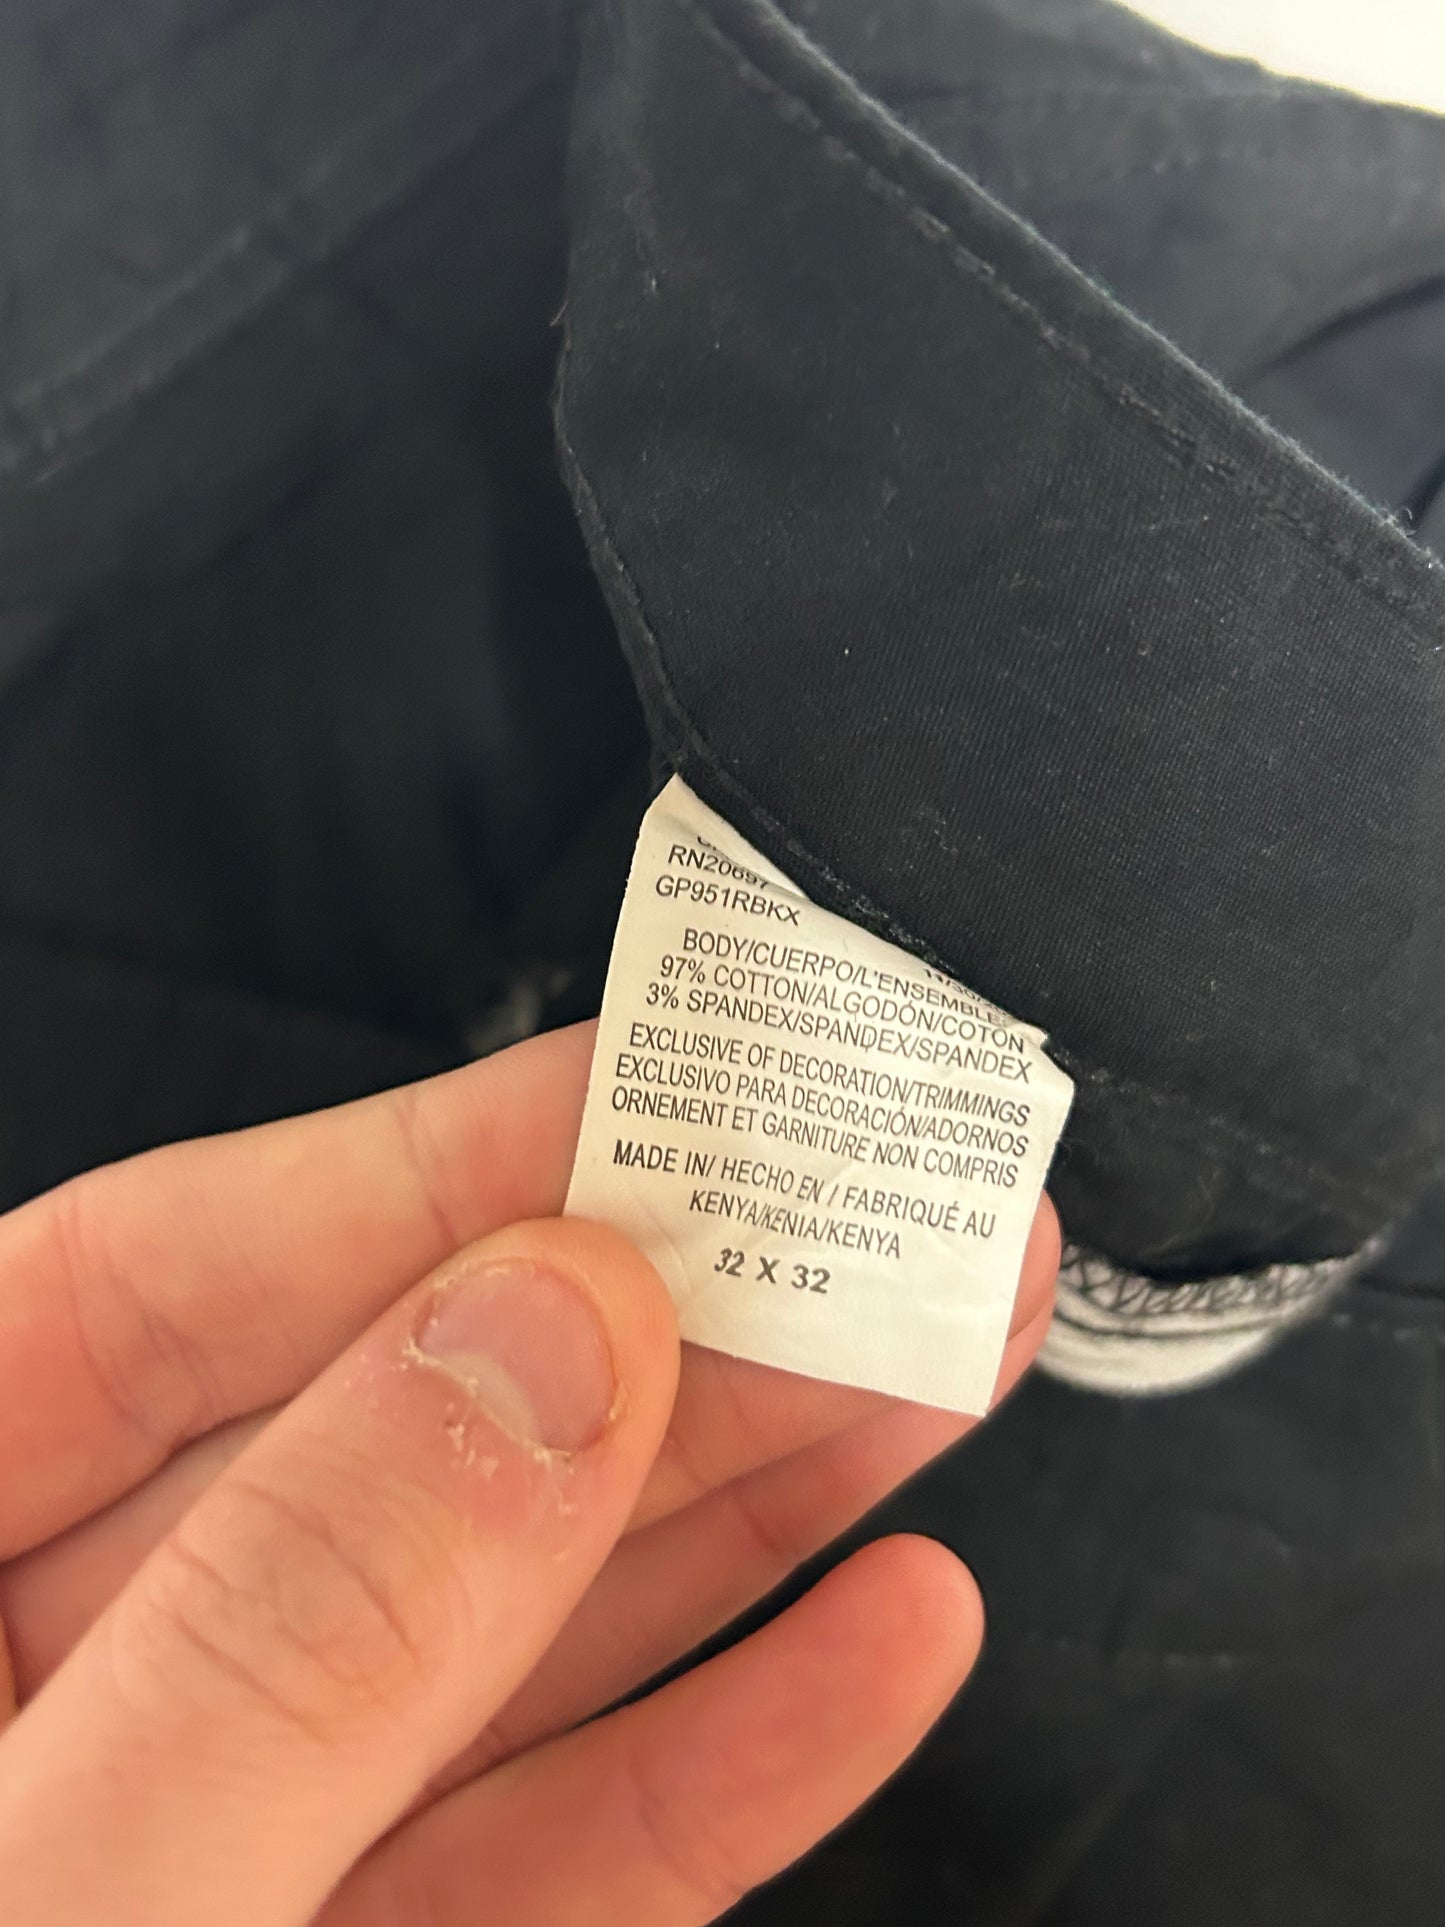 RN20697
GP951RBKX
BODY/CUERPO/L'ENSEMBLE
97% COTTON/ALGODÓN/COTON
3% SPANDEX/SPANDEX/SPANDEX
EXCLUSIVE OF DECORATION/TRIMMINGS
EXCLUSIVO PARA DECORACIÓN/ADORNOS
ORNEMENT ET GARNITURE NON COMPRIS
MADE IN/ HECHO EN / FABRIQUÉ AU
KENYA/KENIA/KENYA
32 X 32